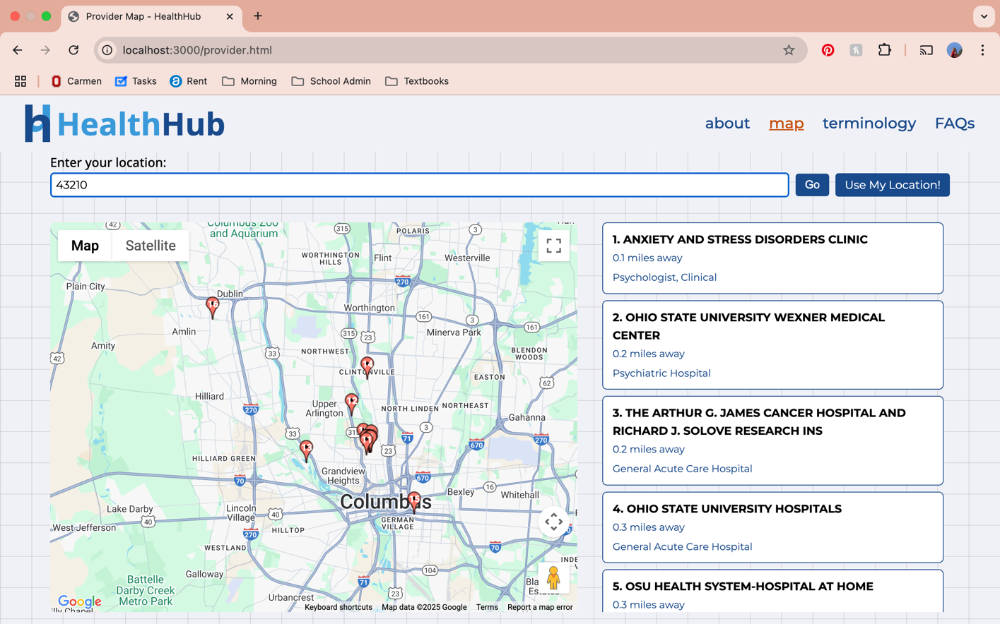 Provider Map - HealthHub
localhost:3000/provider.html
Carmen
Tasks
Rent
Morning
School Admin
Textbooks
HealthHub
about
map
terminology
FAQs
Enter your location:
43210
Go
Use My Location!
Map
Satellite
Columbus Zoo
and Aquarium
42
315
POLARIS
3
WORTHINGTON
HILLS
Flint
Westerville
270
Plain City
Dublin
16
Worthington
161
3
161
Amlin
315
23
Minerva Park
Amity
33
NORTHWEST
BLENDON
WOODS
42
14
CLINTONVILLE
EASTON
62
Hilliard
270
Upper
Arlington
12
NORTH LINDEN
NORTHEAST
Gahanna
33
315
3
71
670
270
13
23
HILLIARD GREEN
Grandview
Heights
70
670
16
Bexley
Whitehall
Columbus
15
Lake Darby
40
Lincoln
Village
40
GERMAN
VILLAGE
West Jefferson
HILLTOP
270
70
WESTLAND
Galloway
104
71
Battelle
Darby Creek
Metro Park
Urbancrest
23
Google
Keyboard shortcuts
Map data ©2025 Google
Terms
Report a map error
1. ANXIETY AND STRESS DISORDERS CLINIC
0.1 miles away
Psychologist, Clinical
2. OHIO STATE UNIVERSITY WEXNER MEDICAL
CENTER
0.2 miles away
Psychiatric Hospital
3. THE ARTHUR G. JAMES CANCER HOSPITAL AND
RICHARD J. SOLOVE RESEARCH INS
0.2 miles away
General Acute Care Hospital
4. OHIO STATE UNIVERSITY HOSPITALS
0.3 miles away
General Acute Care Hospital
5. OSU HEALTH SYSTEM-HOSPITAL AT HOME
0.3 miles away